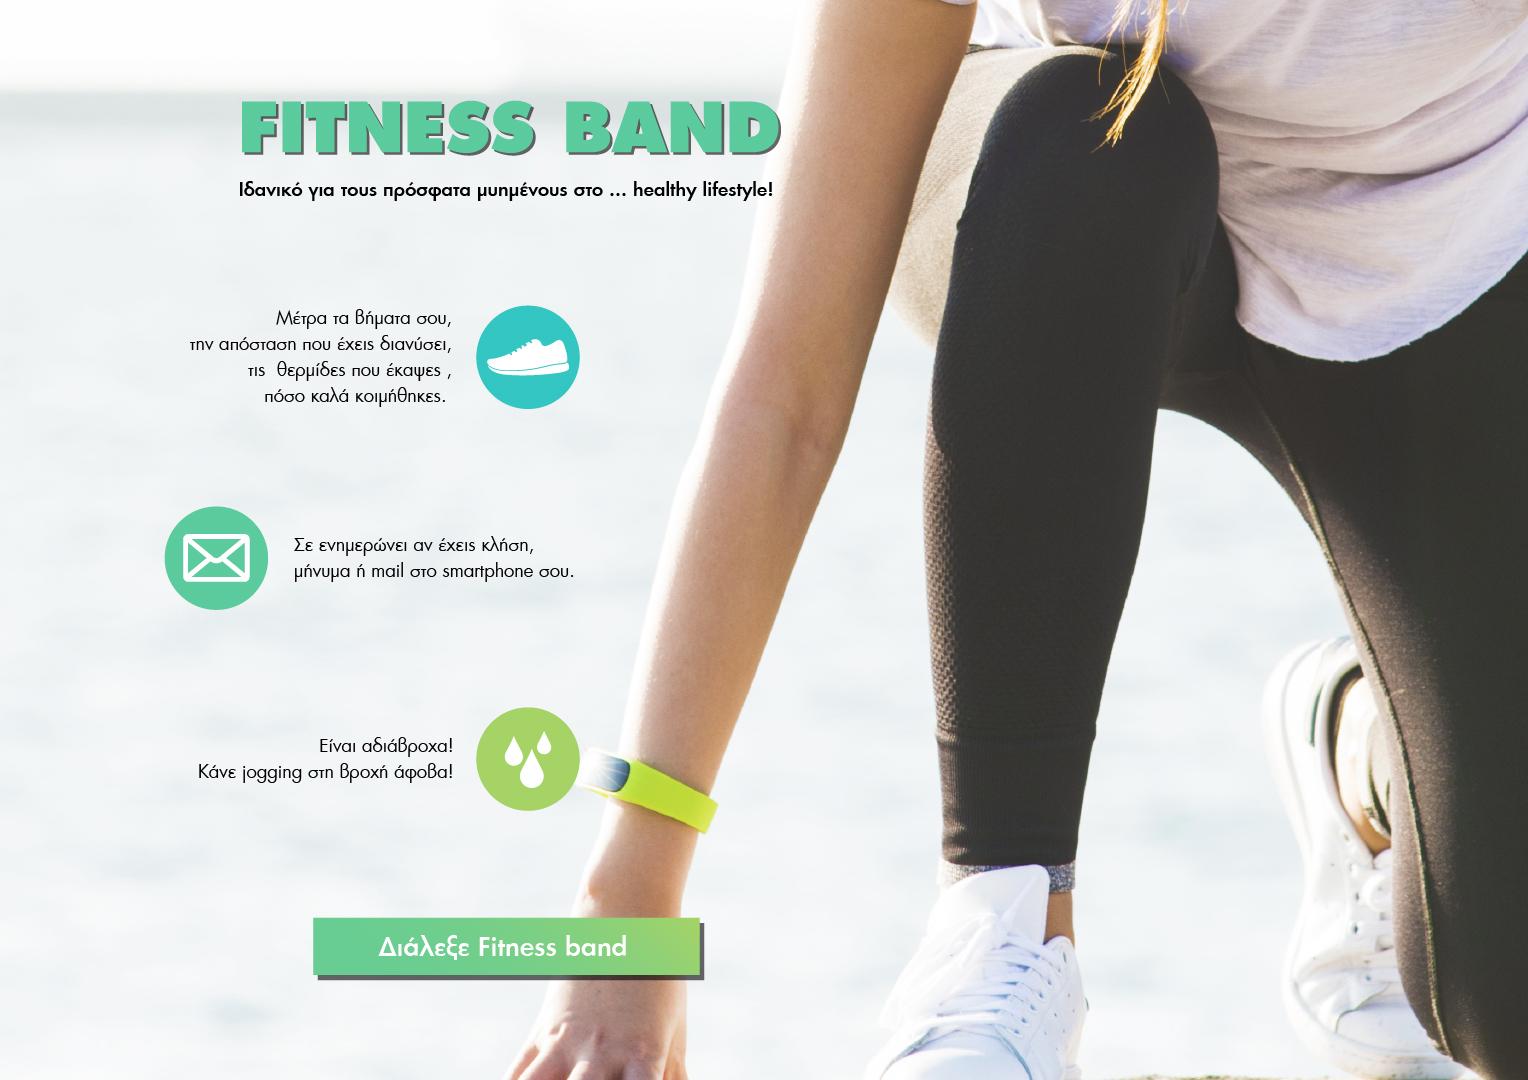 FITNESS BAND
Ιδανικό για τους πρόσφατα μυημένους στο ... healthy lifestyle!
Μέτρα τα βήματα σου,
την απόσταση που έχεις διανύσει,
τις θερμίδες που έκαψες ,
πόσο καλά κοιμήθηκες.
Σε ενημερώνει αν έχεις κλήση,
μήνυμα ή mail στο smartphone σου.
Είναι αδιάβροχα!
Κάνε jogging στη βροχή άφοβα!
Διάλεξε Fitness band